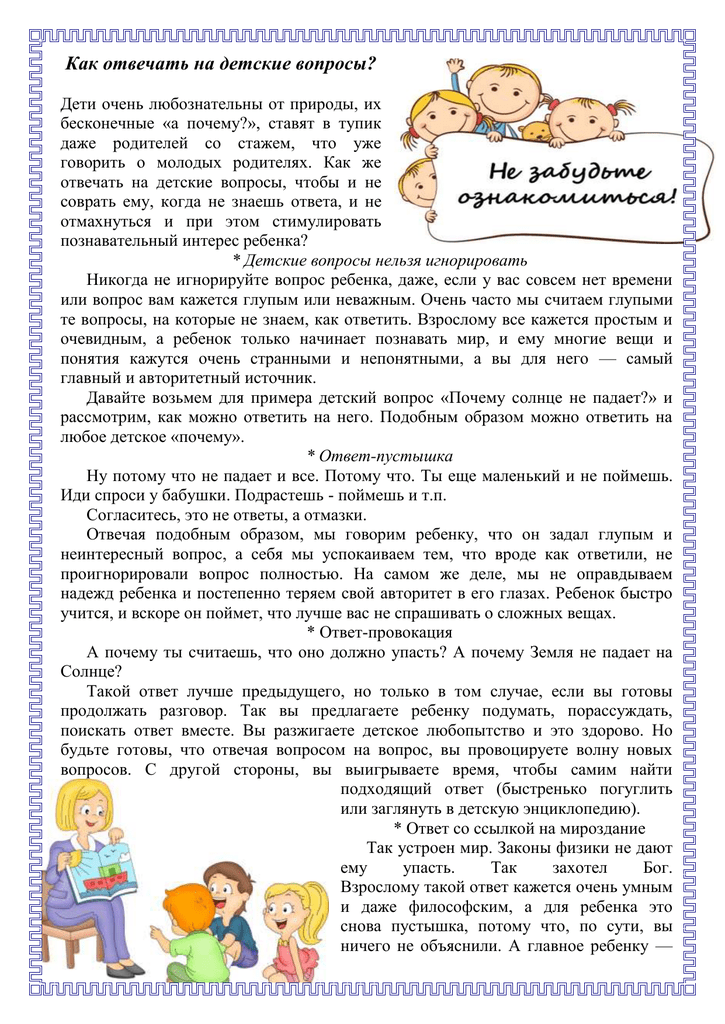 Как отвечать на детские вопросы?
Дети очень любознательны от природы, их
бесконечные «а почему?», ставят в тупик
даже родителей со стажем, что уже
говорить о молодых родителях. Как же
отвечать на детские вопросы, чтобы и не
соврать ему, когда не знаешь ответа, и не
отмахнуться и при этом стимулировать
познавательный интерес ребенка?
Не забудьте
ознакомиться!
* Детские вопросы нельзя игнорировать
Никогда не игнорируйте вопрос ребенка, даже, если у вас совсем нет времени
или вопрос вам кажется глупым или неважным. Очень часто мы считаем глупыми
те вопросы, на которые не знаем, как ответить. Взрослому все кажется простым и
очевидным, а ребенок только начинает познавать мир, и ему многие вещи и
понятия кажутся очень странными и непонятными, а вы для него — самый
главный и авторитетный источник.
Давайте возьмем для примера детский вопрос «Почему солнце не падает?» и
рассмотрим, как можно ответить на него. Подобным образом можно ответить на
любое детское «почему».
* Ответ-пустышка
Ну потому что не падает и все. Потому что. Ты еще маленький и не поймешь.
Иди спроси у бабушки. Подрастешь - поймешь и т.п.
Согласитесь, это не ответы, а отмазки.
Отвечая подобным образом, мы говорим ребенку, что он задал глупым и
неинтересный вопрос, а себя мы успокаиваем тем, что вроде как ответили, не
проигнорировали вопрос полностью. На самом же деле, мы не оправдываем
надежд ребенка и постепенно теряем свой авторитет в его глазах. Ребенок быстро
учится, и вскоре он поймет, что лучше вас не спрашивать о сложных вещах.
* Ответ-провокация
А почему ты считаешь, что оно должно упасть? А почему Земля не падает на
Солнце?
Такой ответ лучше предыдущего, но только в том случае, если вы готовы
продолжать разговор. Так вы предлагаете ребенку подумать, порассуждать,
поискать ответ вместе. Вы разжигаете детское любопытство и это здорово. Но
будьте готовы, что отвечая вопросом на вопрос, вы провоцируете волну новых
вопросов. С другой стороны, вы выигрываете время, чтобы самим найти
подходящий ответ (быстренько погуглить
или заглянуть в детскую энциклопедию).
* Ответ со ссылкой на мироздание
Так устроен мир. Законы физики не дают
ему упасть. Так захотел Бог.
Взрослому такой ответ кажется очень умным
и даже философским, а для ребенка это
снова пустышка, потому что, по сути, вы
ничего не объяснили. А главное ребенку —